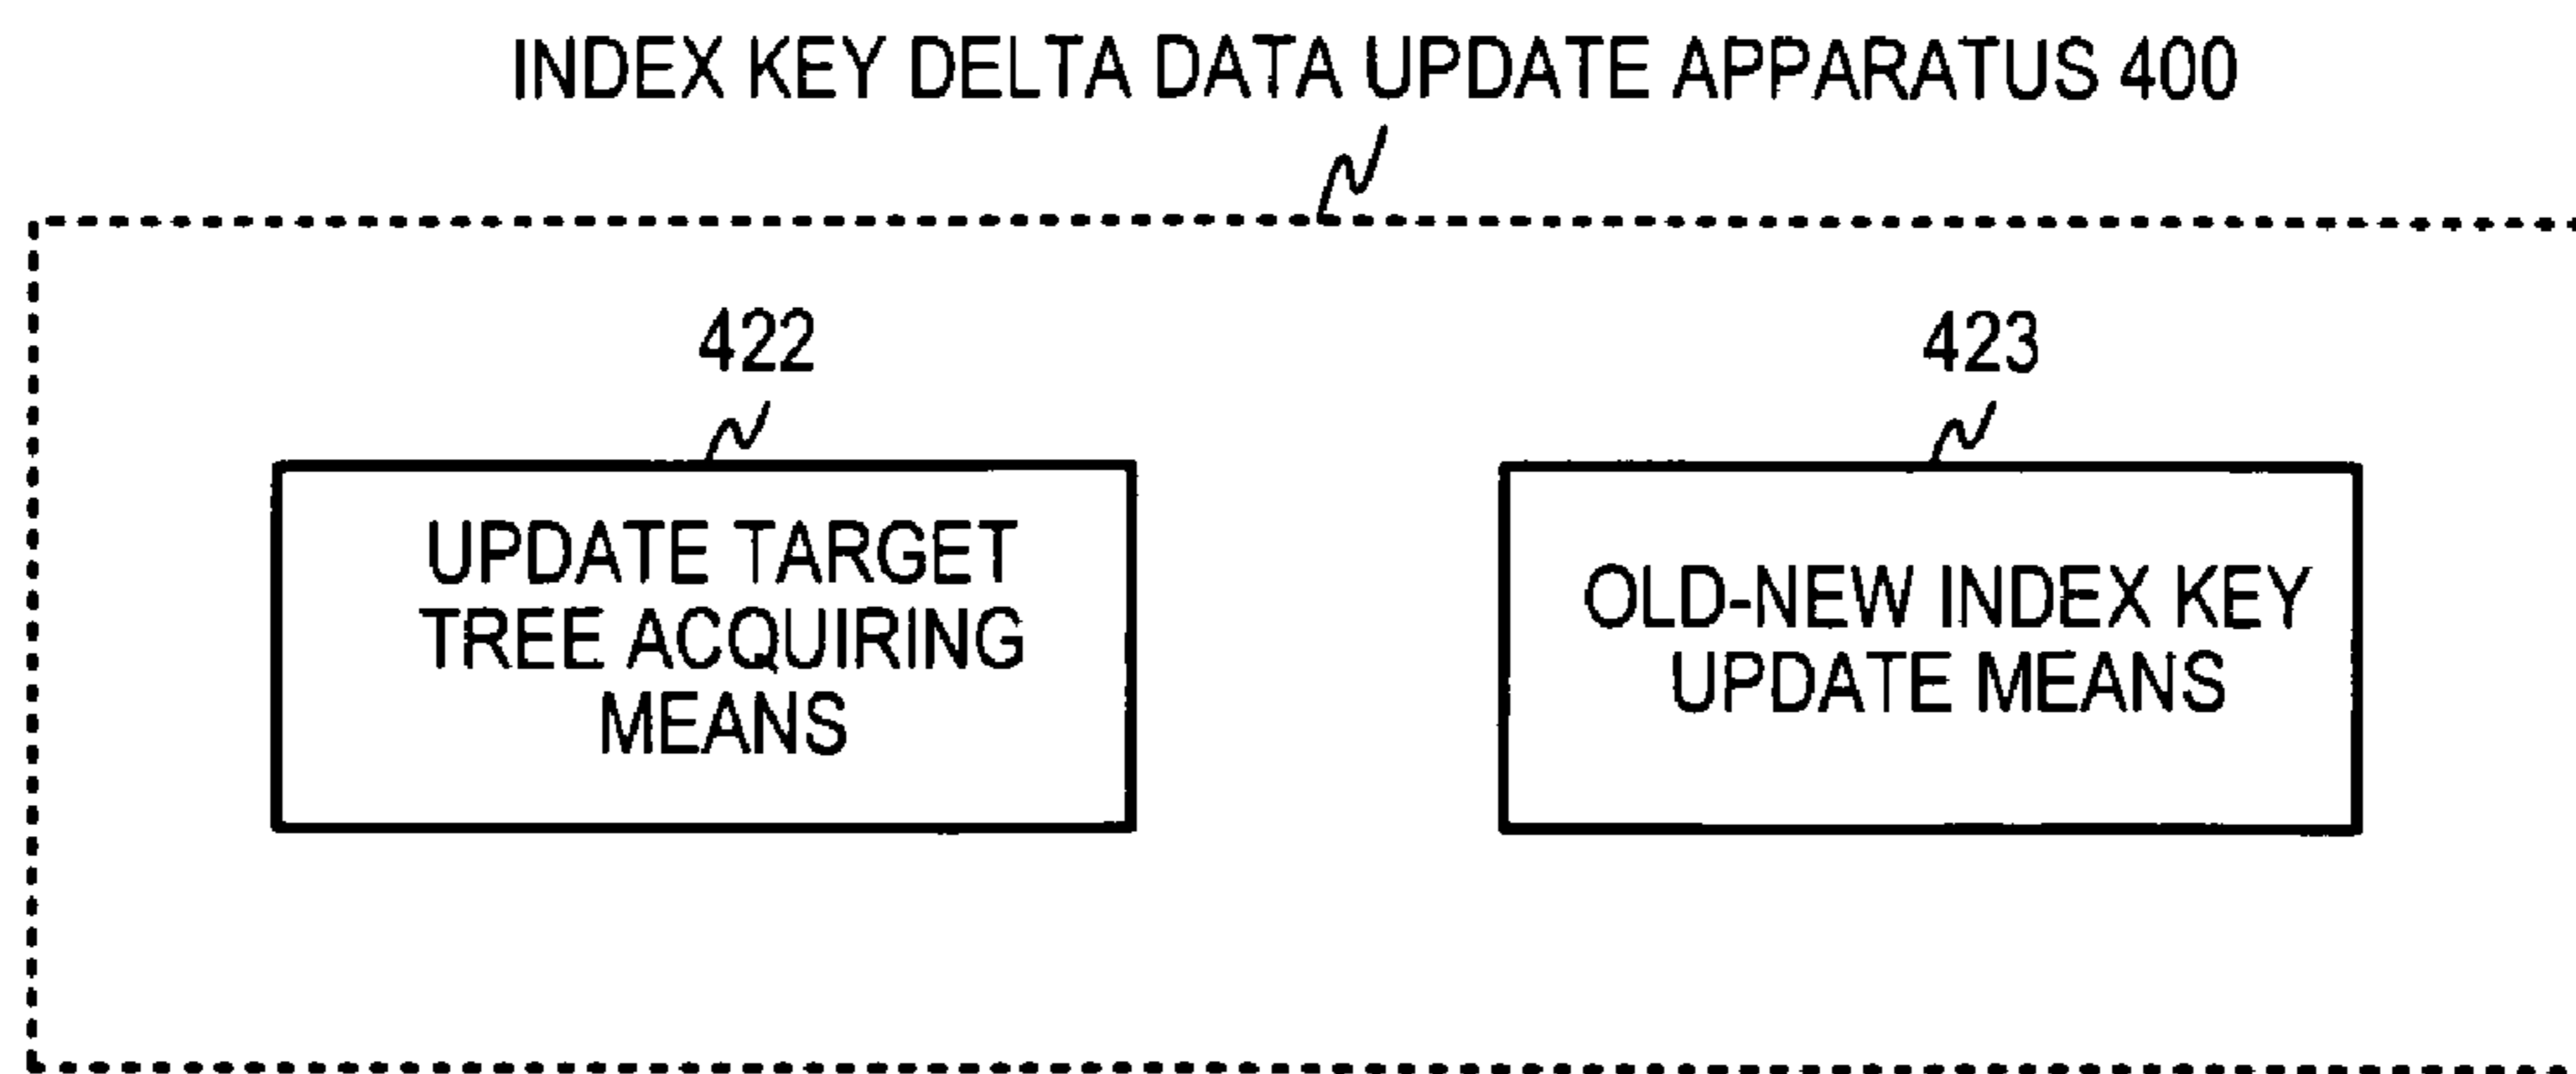 INDEX KEY DELTA DATA UPDATE APPARATUS 400
422
423
UPDATE TARGET
TREE ACQUIRING
MEANS
OLD-NEW INDEX KEY
UPDATE MEANS